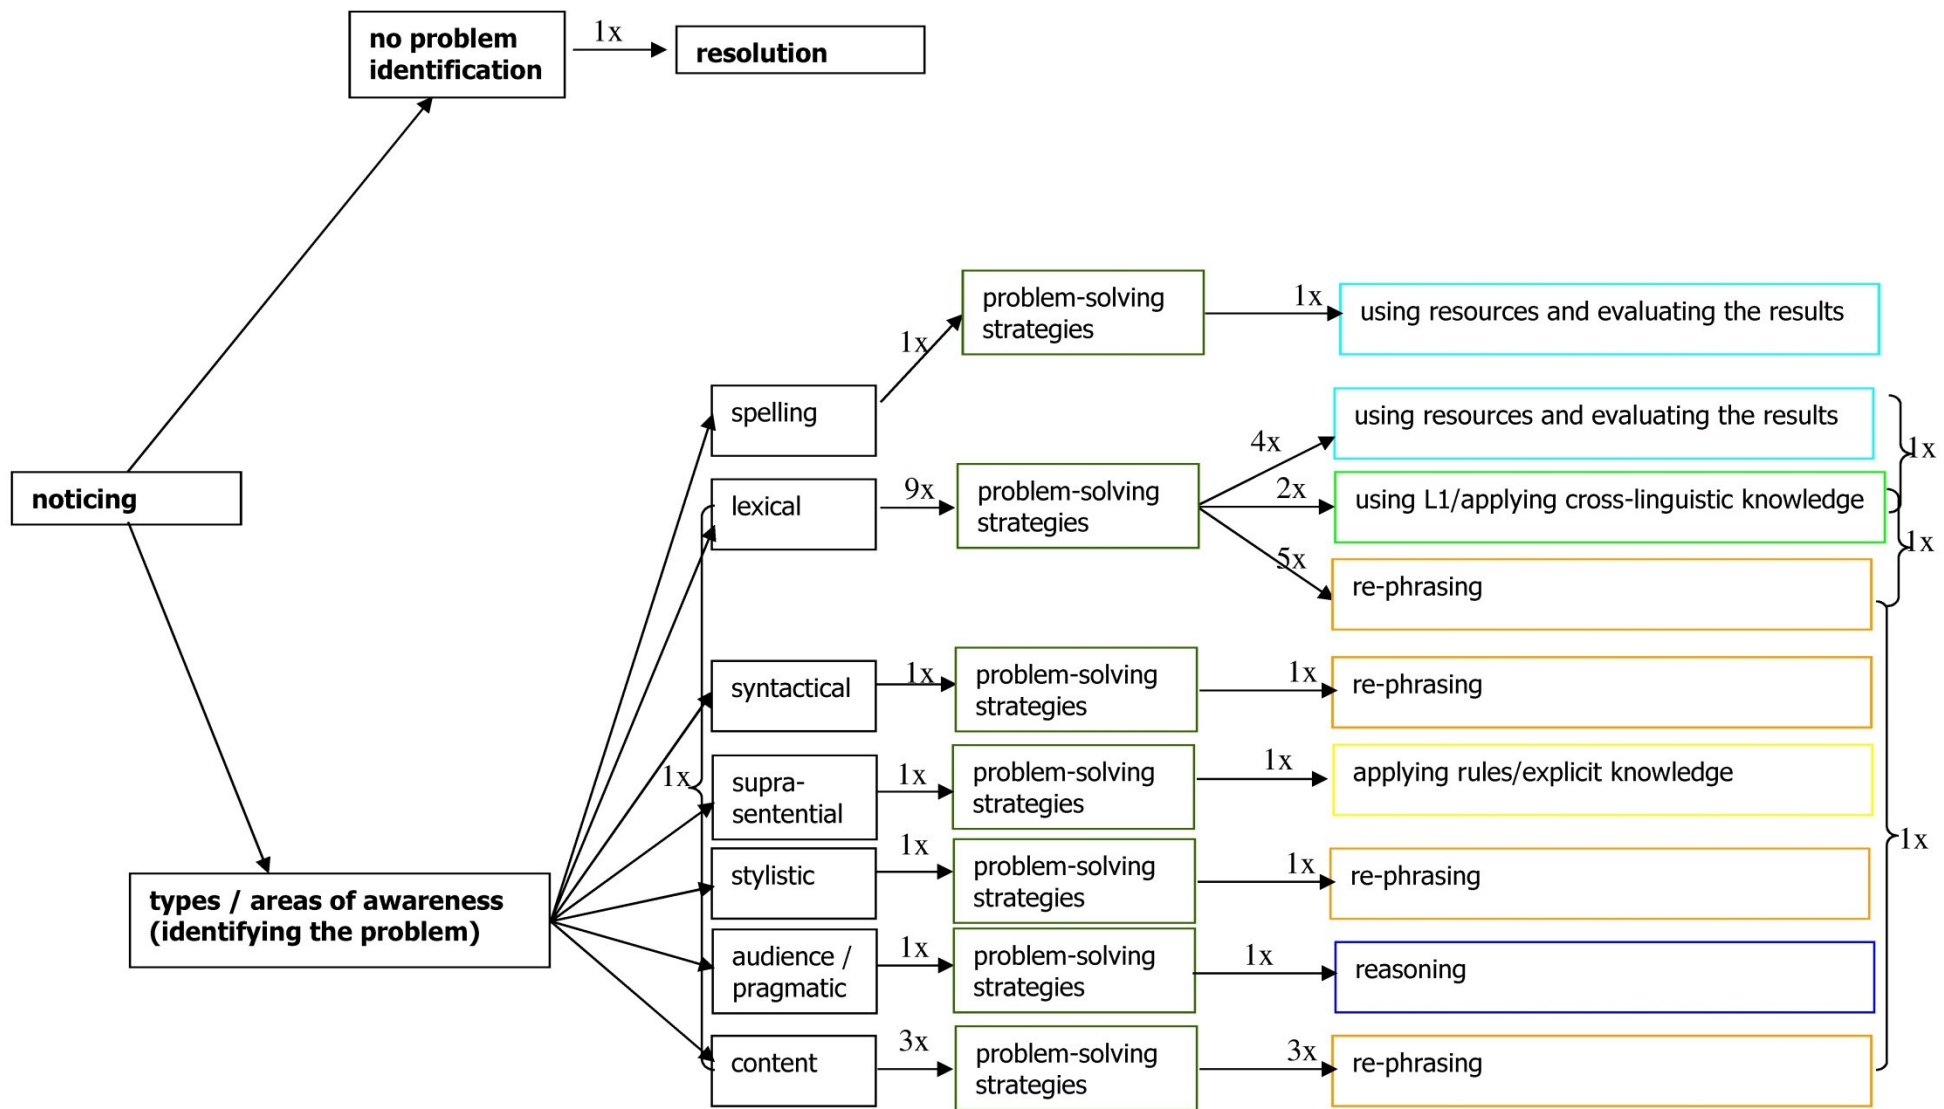 no problem
identification
1x
resolution
problem-solving
strategies
1x
using resources and evaluating the results
1x
spelling
using resources and evaluating the results
4x
1x
noticing
lexical
9x
problem-solving
strategies
2x
using L1/applying cross-linguistic knowledge
1x
5x
re-phrasing
syntactical
1x
problem-solving
strategies
1x
re-phrasing
1x
supra-
sentential
1x
problem-solving
strategies
1x
applying rules/explicit knowledge
1x
types / areas of awareness
(identifying the problem)
stylistic
1x
problem-solving
strategies
1x
re-phrasing
audience /
pragmatic
1x
problem-solving
strategies
1x
reasoning
content
3x
problem-solving
strategies
3x
re-phrasing